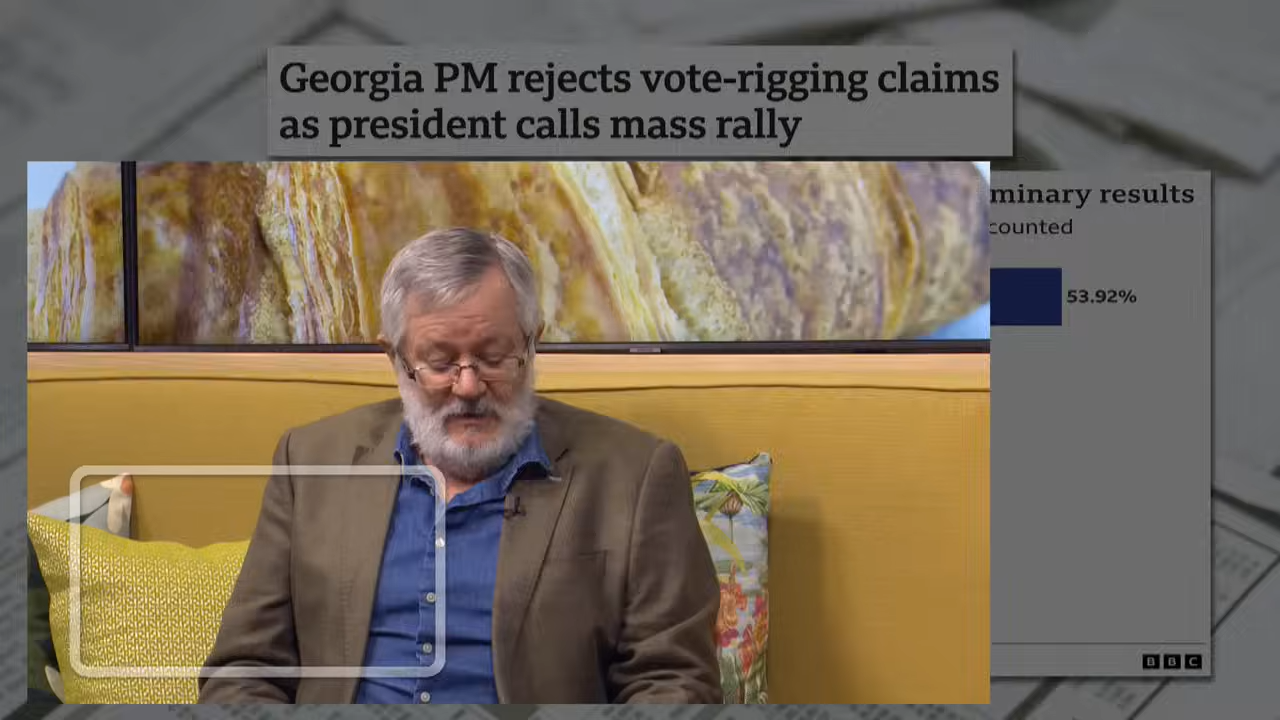 Georgia PM rejects vote-rigging claims
as president calls mass rally
minary results
counted
53.92%
BBC